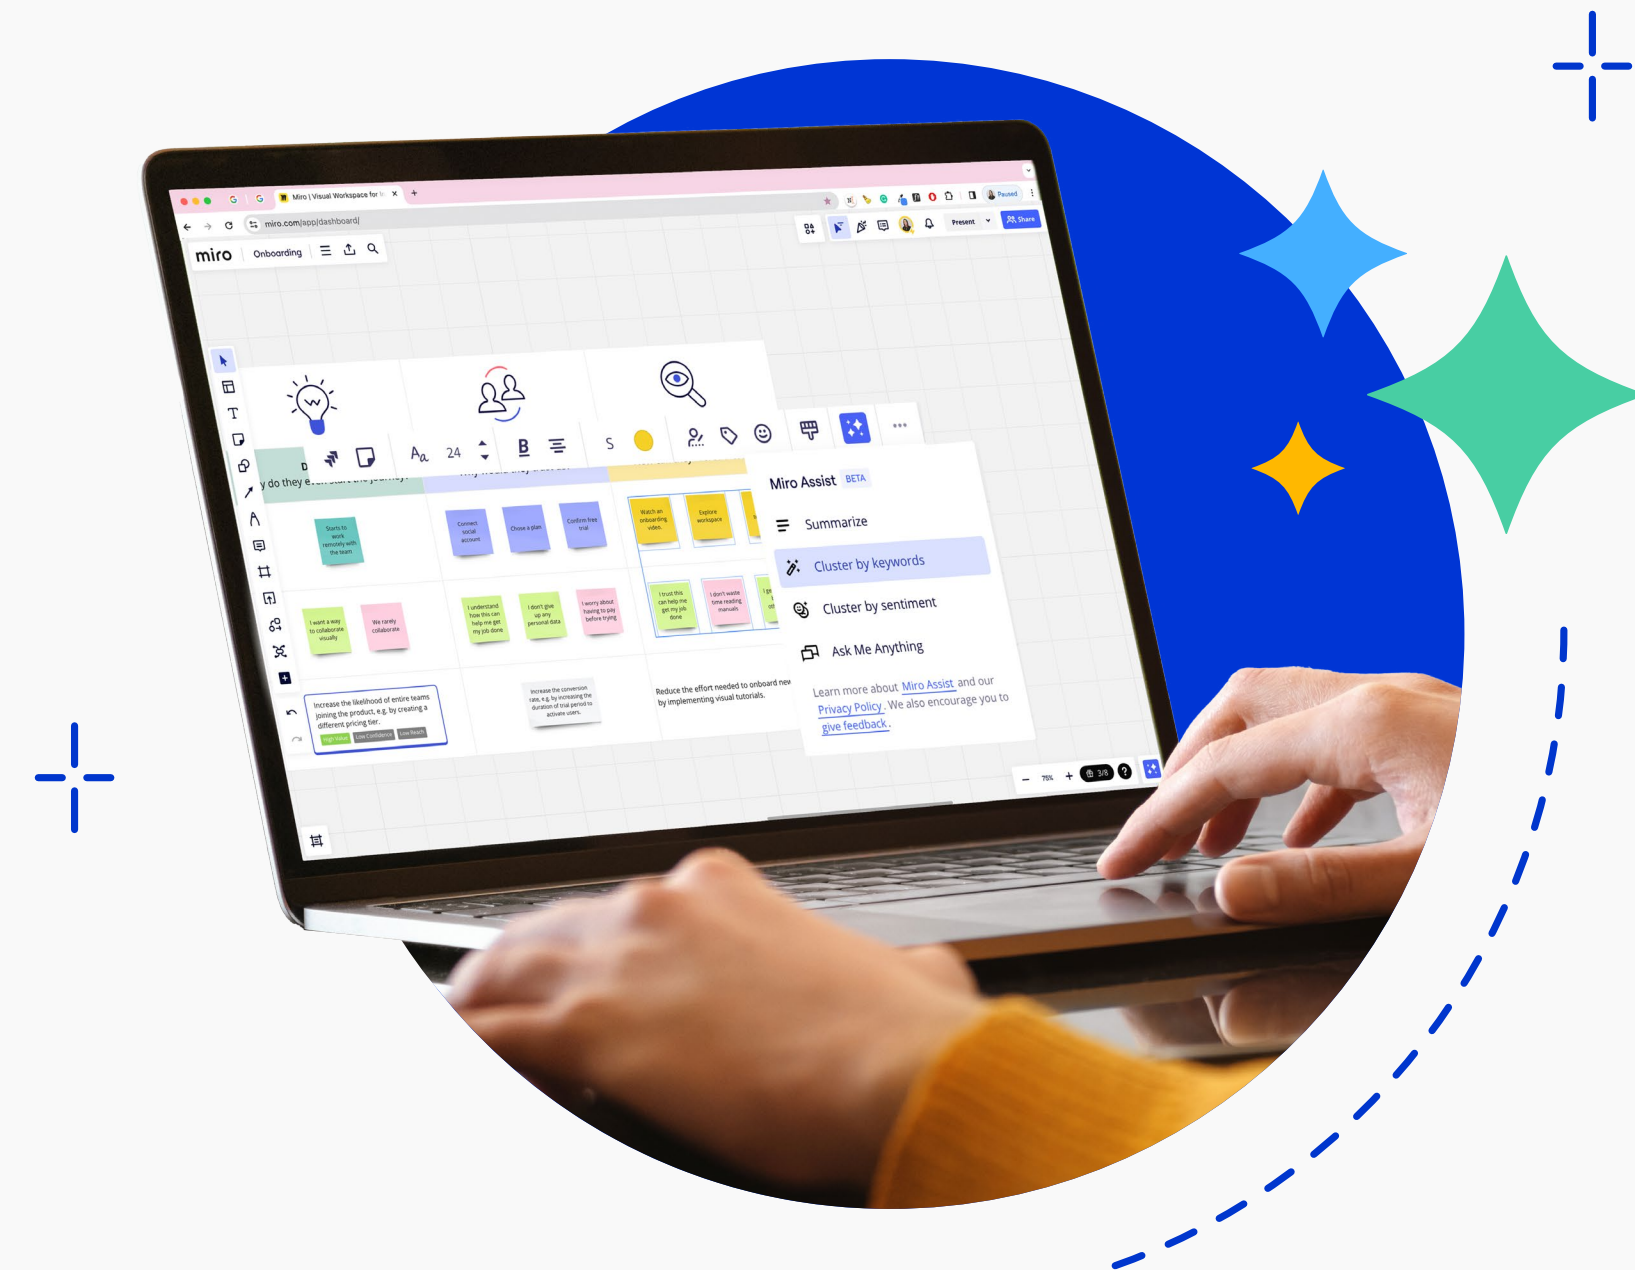 Miro | Visual Workspace for
Paused
miro.com/app/dashboard/
miro
Onboarding
Present
Share
Aa
24
B
S
y do they even start the journey?
Starts to
work
remotely with
the team
Connect
social
account
Chose a plan
Confirm free
trial
Watch an
onboarding
video.
Explore
workspace
I want a way
to collaborate
visually
We rarely
collaborate
I understand
how this can
help me get
my job done
I don't give
up any
personal data
I worry about
having to pay
before trying
I trust this
can help me
get my job
done
I don't waste
time reading
manuals
Increase the likelihood of entire teams
joining the product, e.g. by creating a
different pricing tier.
High Value
Low Confidence
Low Reach
Increase the conversion
rate, e.g. by increasing the
duration of trial period to
activate users.
Reduce the effort needed to onboard new
by implementing visual tutorials.
Miro Assist BETA
Summarize
Cluster by keywords
Cluster by sentiment
Ask Me Anything
Learn more about Miro Assist and our
Privacy Policy. We also encourage you to
give feedback.
75%
3/8
?